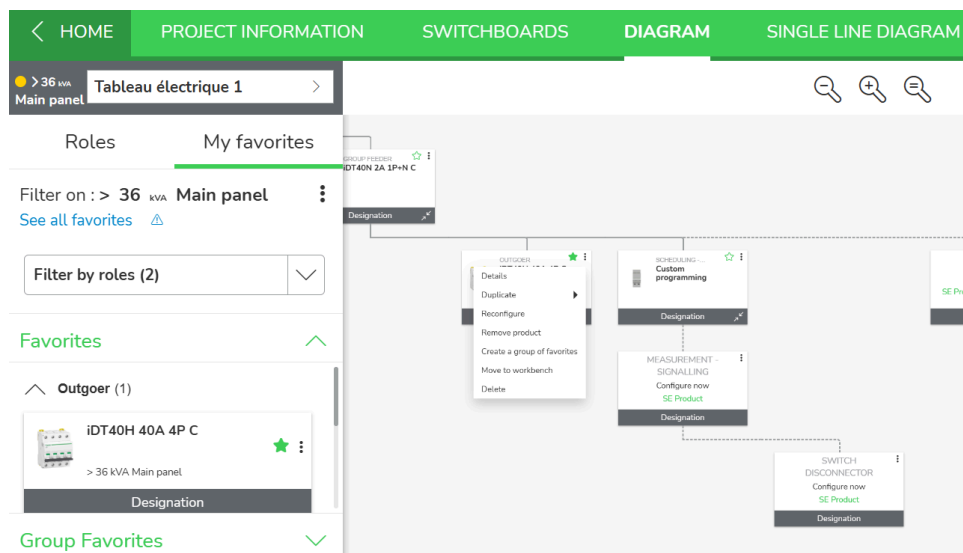 HOME
PROJECT INFORMATION
SWITCHBOARDS
DIAGRAM
SINGLE LINE DIAGRAM
> 36 kVA
Main panel
Tableau électrique 1
Roles
My favorites
Filter on : > 36 kVA Main panel
See all favorites
Filter by roles (2)
Favorites
Outgoer (1)
iDT40H 40A 4P C
> 36 kVA Main panel
Designation
Group Favorites
GROUP FEEDER
iDT40N 2A 1P+N C
Designation
OUTGOER
Details
Duplicate
Reconfigure
Remove product
Create a group of favorites
Move to workbench
Delete
SCHEDULING -...
Custom
programming
Designation
MEASUREMENT -
SIGNALLING
Configure now
SE Product
Designation
SWITCH
DISCONNECTOR
Configure now
SE Product
Designation